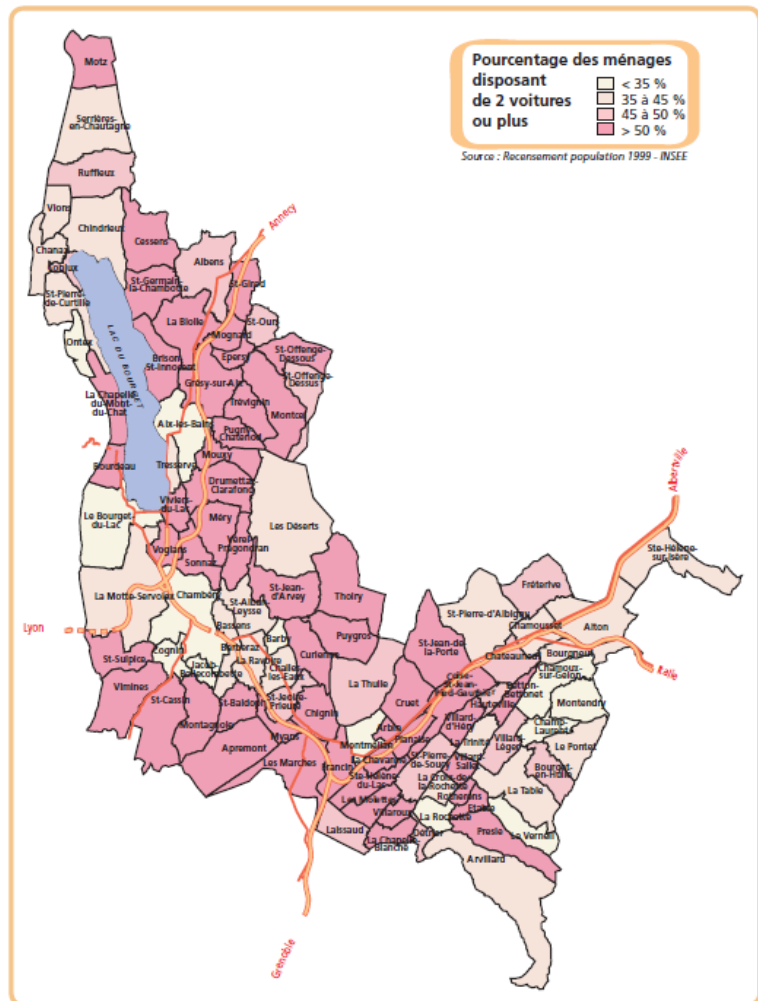 Pourcentage des ménages
disposant
de 2 voitures
ou plus
< 35 %
35 à 45 %
45 à 50 %
> 50 %
Source : Recensement population 1999 - INSEE
Motz
Serrières-
en-Chautagne
Ruffieux
Vions
Chindrieux
Chanaz
Conjux
St-Pierre-
de-Curtille
Ontex
LAC DU BOURGET
La Chapelle-
du-Mont-
du-Chat
Bourdeau
Le Bourget-
du-Lac
Cessens
St-Germain-
la-Chambotte
Albens
Annecy
St-Girod
La Biolle
St-Ours
Mognard
Epersy
Brison-
St-Innocent
Grésy-sur-Aix
St-Offenge-
Dessous
St-Offenge-
Dessus
Trévignin
Montcel
Aix-les-Bains
Pugny-
Chatenod
Mouxy
Tresserve
Drumettaz-
Clarafond
Viviers-
du-Lac
Méry
Verel-
Pragondran
Voglans
Sonnaz
Les Déserts
La Motte-Servolex
Chambéry
St-Alban-
Leysse
St-Jean-
d'Arvey
Thoiry
Lyon
Bassens
Barby
Puygros
Cognin
Barberaz
La Ravoire
Curienne
St-Sulpice
Jacob-
Bellecombette
Challes-
les-Eaux
La Thuile
Vimines
St-Cassin
St-Baldoph
St-Jeoire-
Prieuré
Chignin
Montagnole
Apremont
Myans
Les Marches
Francin
Montmélian
Arbin
Cruet
St-Jean-de-
la-Porte
St-Pierre-d'Albigny
Fréterive
Albertville
Ste-Hélène-
sur-Isère
Chamousset
Aiton
Italie
Chateauneuf
Bourgneuf
Chamoux-
sur-Gelon
Montendry
Coise-
St-Jean-
Pied-Gauthier
Betton-
Bettonet
Hauteville
Champ-
Laurent
Villard-
d'Héry
Villard-
Léger
Le Pontet
Planaise
La Trinité
Bourget-
en-Huile
La Chavanne
St-Pierre-
de-Soucy
Villard-
Sallet
Ste-Hélène-
du-Lac
La Croix-de-
la-Rochette
Rotherens
La Table
Les Mollettes
Villaroux
La Rochette
Etable
Laissaud
La Chapelle-
Blanche
Détrier
Presle
Le Verneil
Arvillard
Grenoble